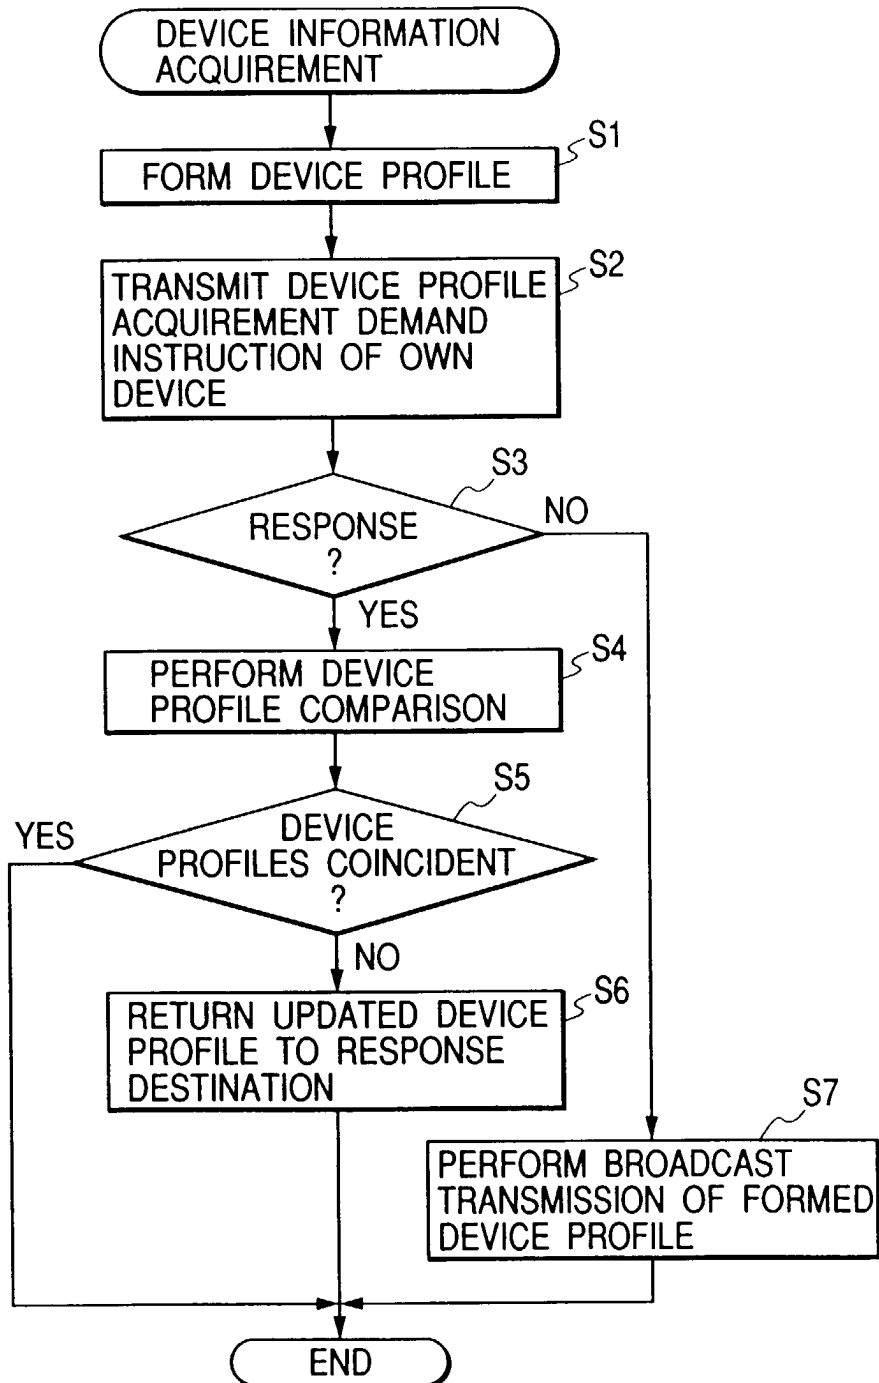 DEVICE INFORMATION
ACQUIREMENT
S1
FORM DEVICE PROFILE
S2
TRANSMIT DEVICE PROFILE
ACQUIREMENT DEMAND
INSTRUCTION OF OWN
DEVICE
S3
RESPONSE
?
NO
YES
S4
PERFORM DEVICE
PROFILE COMPARISON
S5
YES
DEVICE
PROFILES COINCIDENT
?
NO
S6
RETURN UPDATED DEVICE
PROFILE TO RESPONSE
DESTINATION
S7
PERFORM BROADCAST
TRANSMISSION OF FORMED
DEVICE PROFILE
END